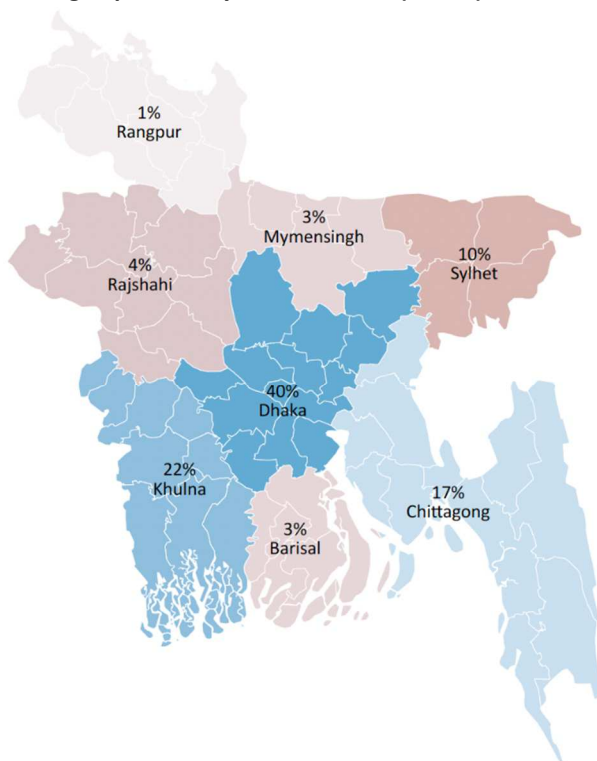 1%
Rangpur
3%
Mymensingh
10%
Sylhet
4%
Rajshahi
40%
Dhaka
22%
Khulna
17%
Chittagong
3%
Barisal